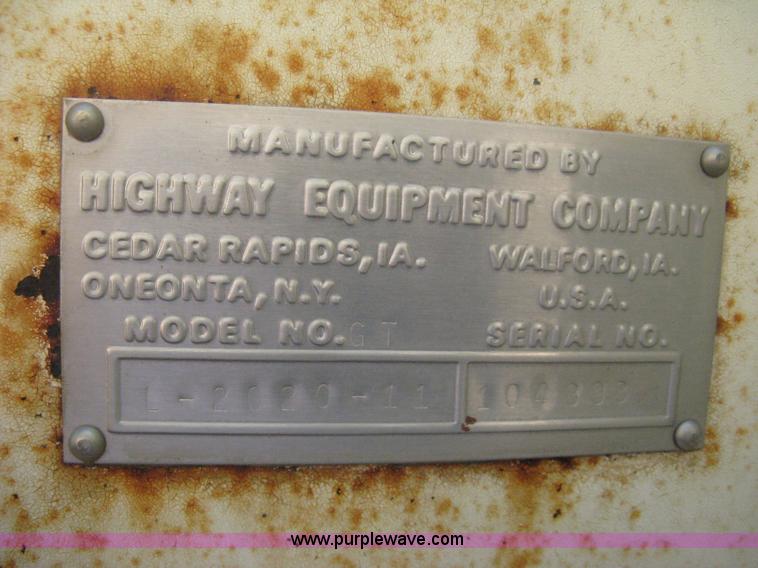 MANUFACTURED BY
HIGHWAY EQUIPMENT COMPANY
CEDAR RAPIDS, IA. WALFORD, IA.
ONEONTA, N.Y. U.S.A.
MODEL NO. GT SERIAL NO.
L-2020-11
www.purplewave.com